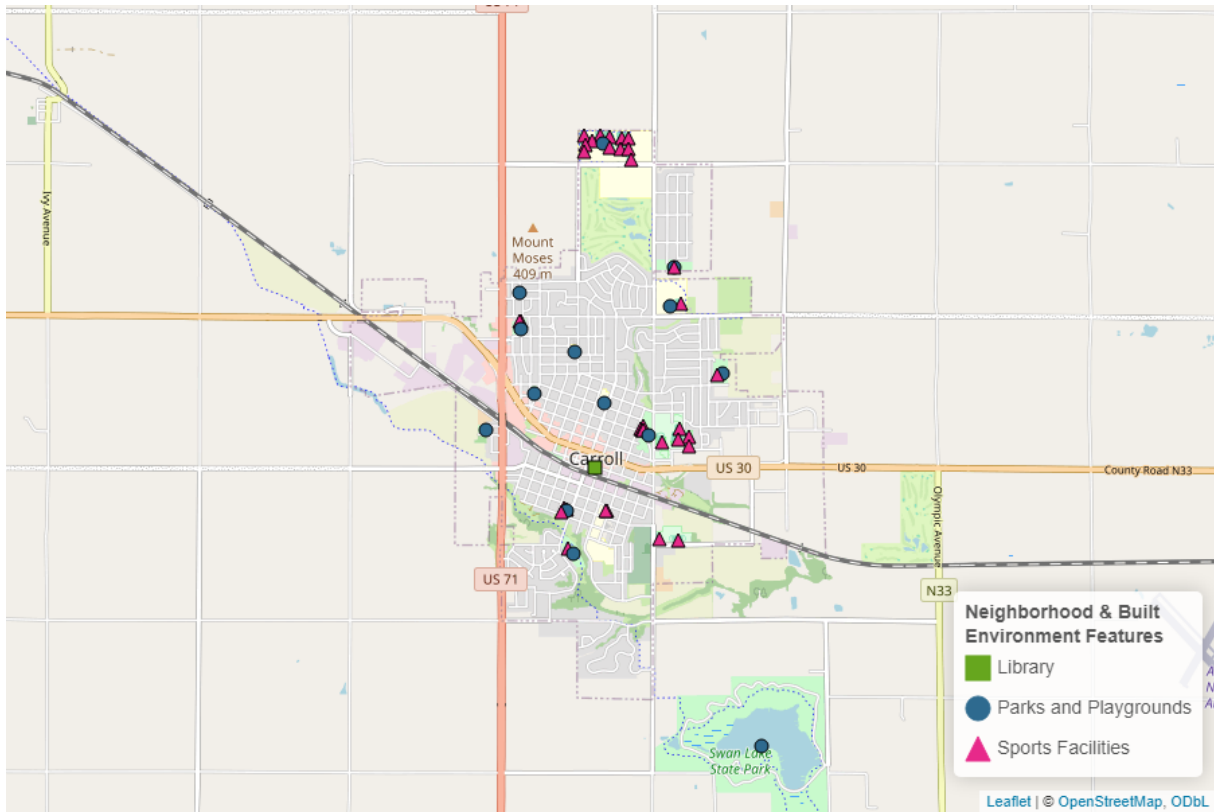 Mount
Moses
409 m
Ivy Avenue
Carroll
US 30
US 30
County Road N33
Olympic Avenue
US 71
N33
Swan Lake
State Park
Neighborhood & Built
Environment Features
Library
Parks and Playgrounds
Sports Facilities
Leaflet | © OpenStreetMap, ODbL